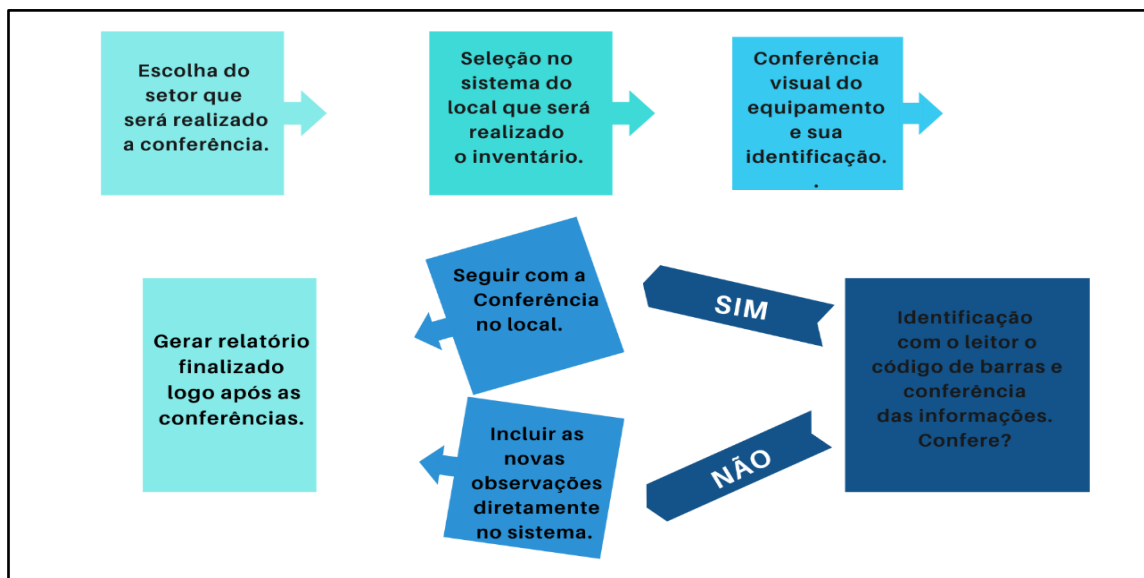 Escolha do
setor que
será realizado
a conferência.
Seleção no
sistema do
local que será
realizado
o inventário.
Conferência
visual do
equipamento
e sua
identificação.
.
Identificação
com o leitor o
código de barras e
conferência
das informações.
Confere?
SIM
Seguir com a
Conferência
no local.
NÃO
Incluir as
novas
observações
diretamente
no sistema.
Gerar relatório
finalizado
logo após as
conferências.